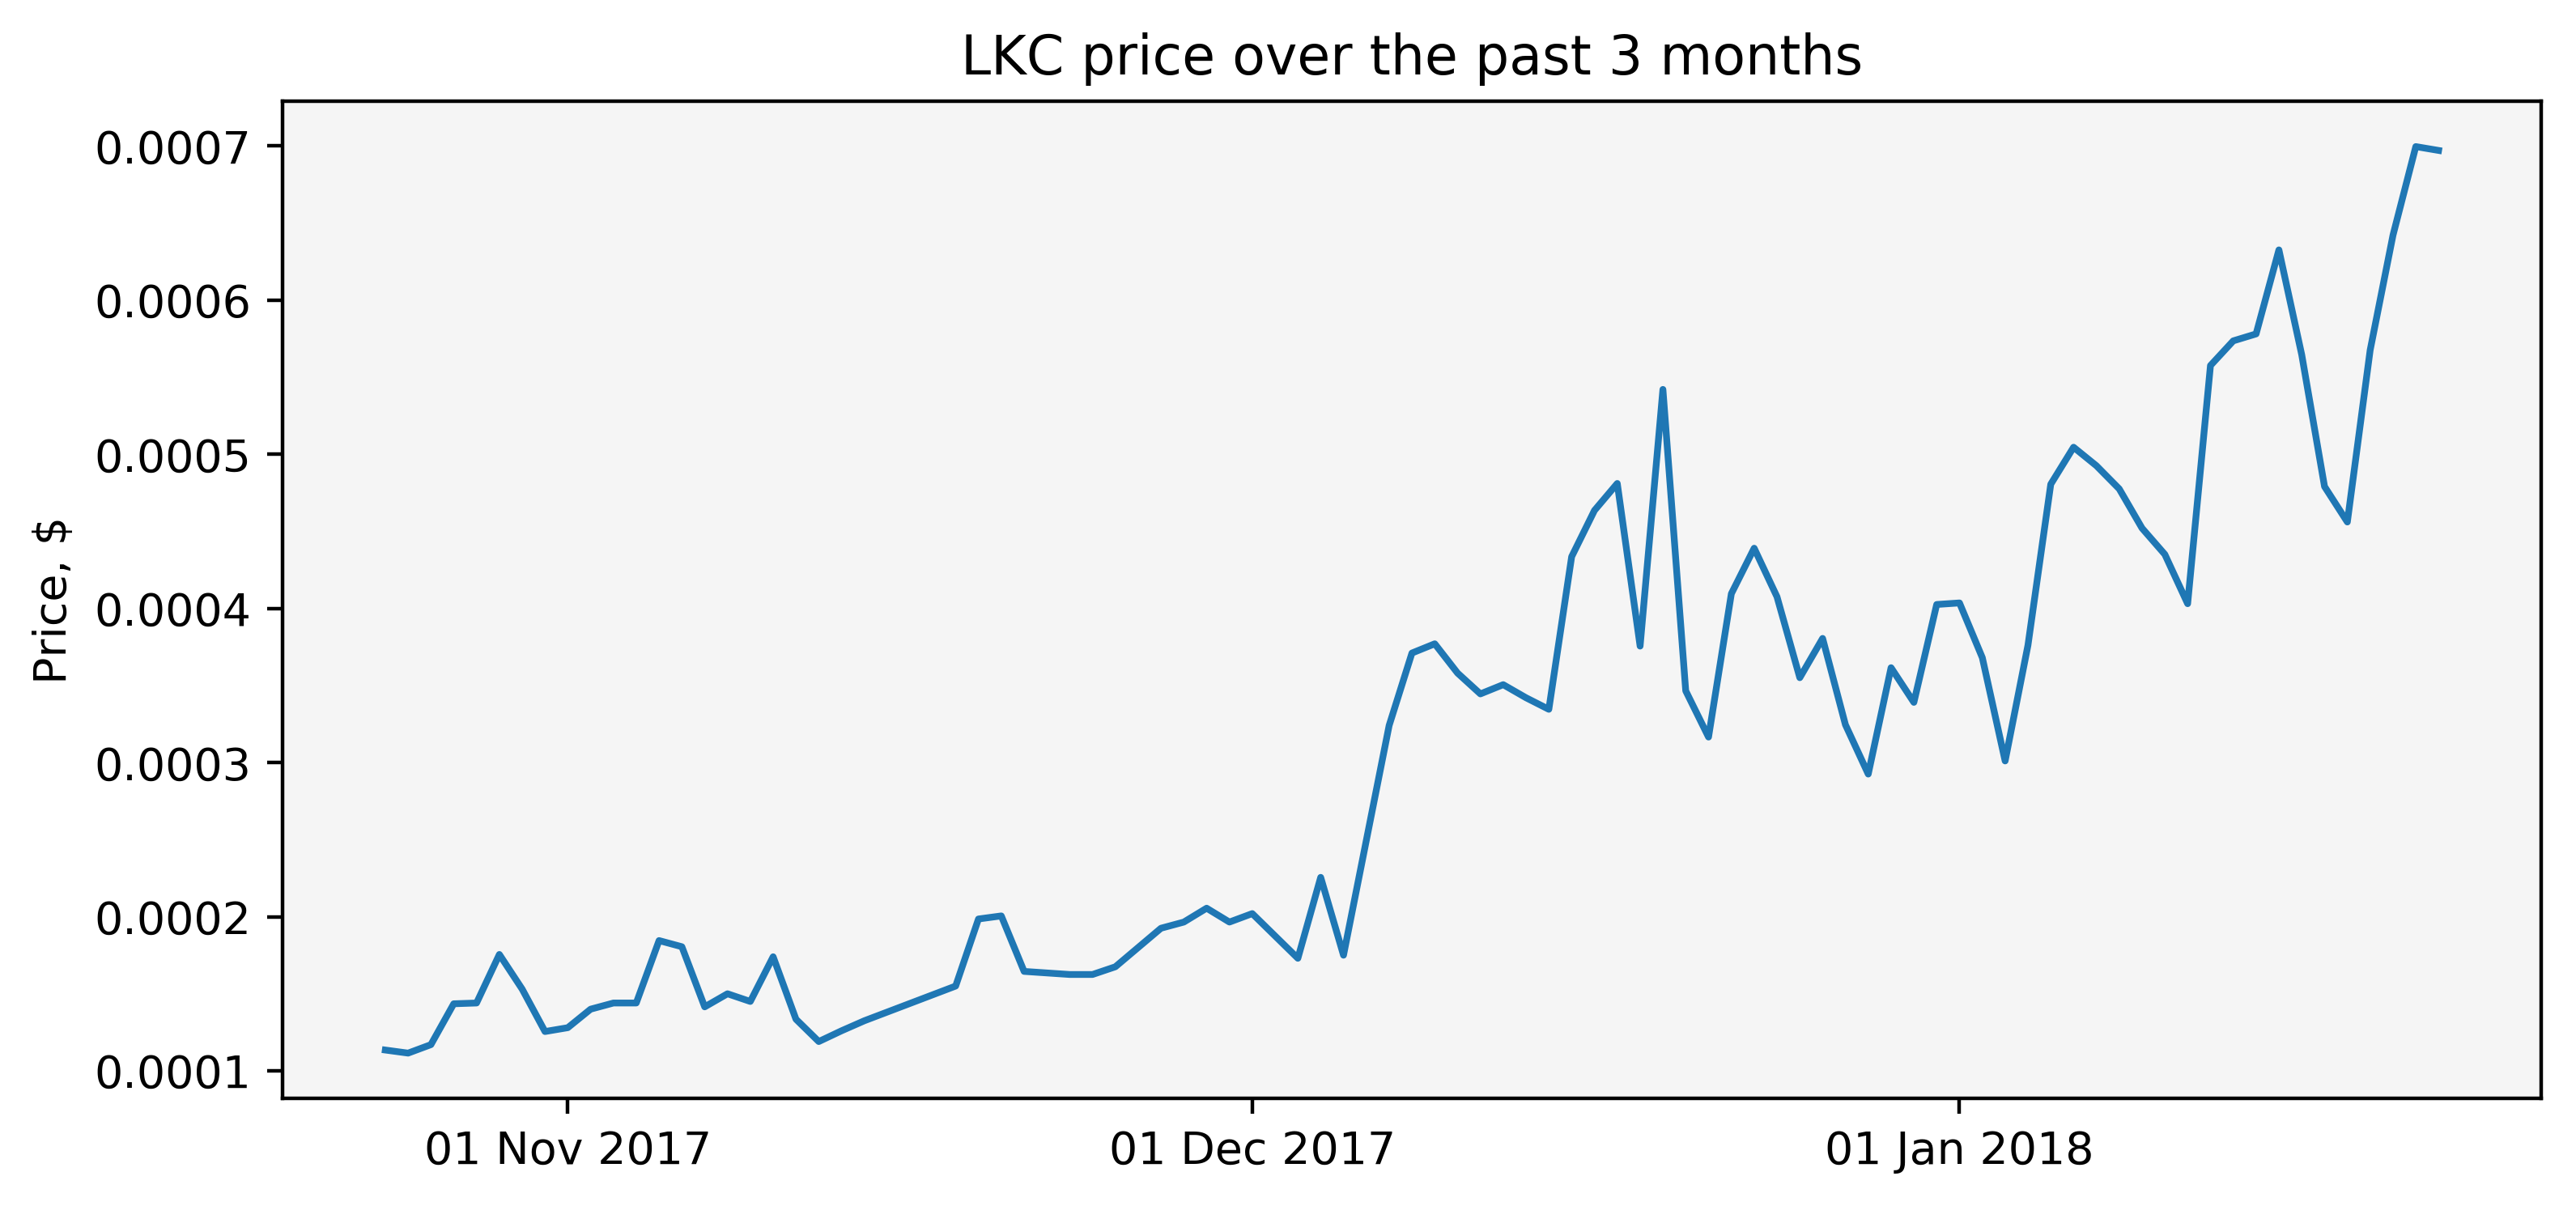 LKC price over the past 3 months
Price, $
0.0007
0.0006
0.0005
0.0004
0.0003
0.0002
0.0001
01 Nov 2017
01 Dec 2017
01 Jan 2018